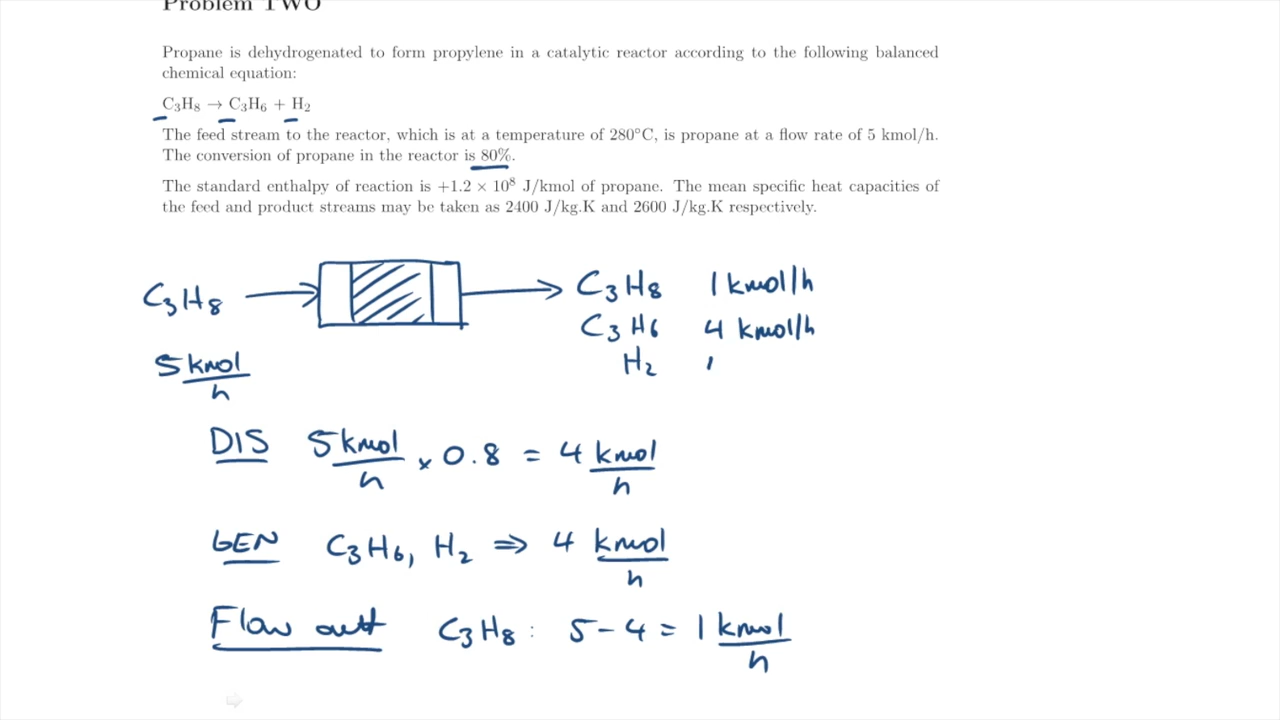 Problem TWO
Propane is dehydrogenated to form propylene in a catalytic reactor according to the following balanced
chemical equation:
C₃H₈ → C₃H₆ + H₂
The feed stream to the reactor, which is at a temperature of 280°C, is propane at a flow rate of 5 kmol/h.
The conversion of propane in the reactor is 80%.
The standard enthalpy of reaction is +1.2 × 10⁸ J/kmol of propane. The mean specific heat capacities of
the feed and product streams may be taken as 2400 J/kg.K and 2600 J/kg.K respectively.
C₃H₈ → → C₃H₈ 1 kmol/h
C₃H₆ 4 kmol/h
5 kmol/h H₂
DIS 5 kmol/h × 0.8 = 4 kmol/h
GEN C₃H₆, H₂ ⇒ 4 kmol/h
Flow out C₃H₈ : 5 - 4 = 1 kmol/h